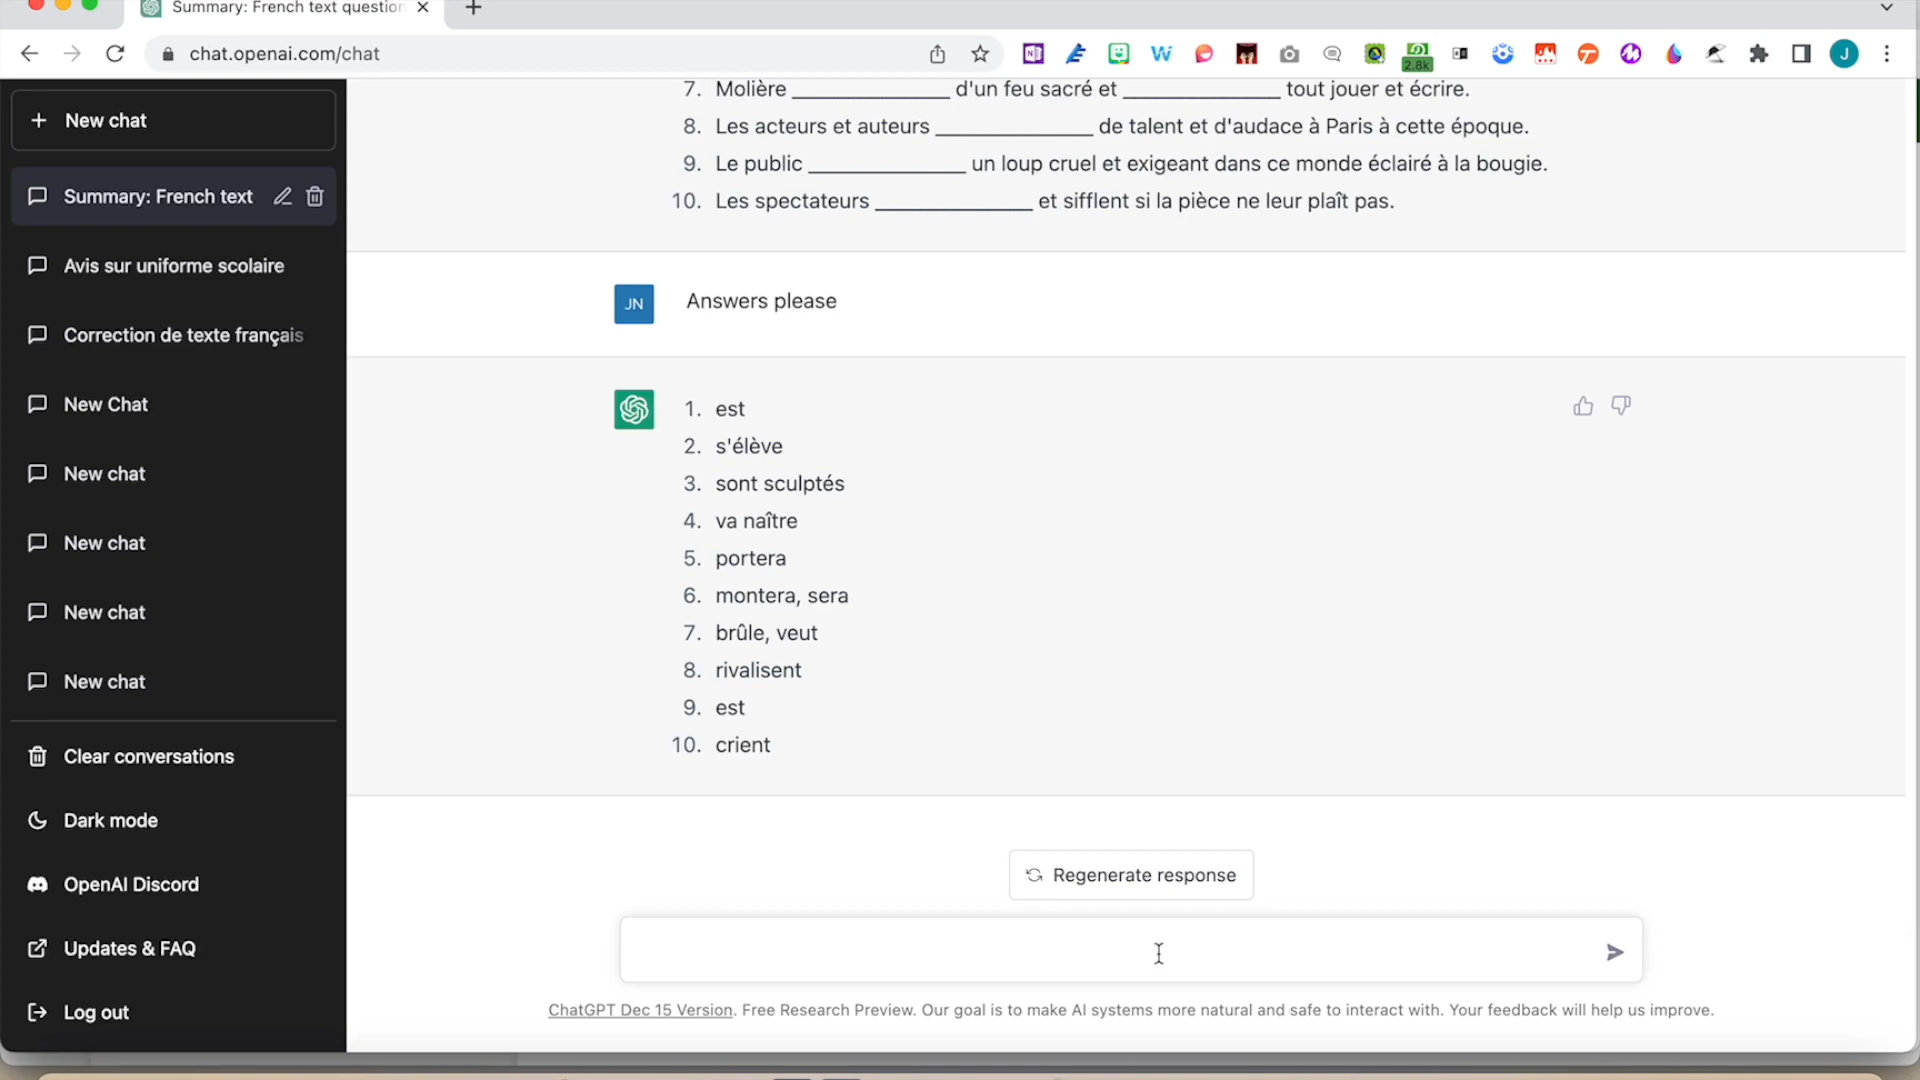 Summary: French text question
chat.openai.com/chat
2.8k
J
New chat
Summary: French text
Avis sur uniforme scolaire
Correction de texte français
New Chat
New chat
New chat
New chat
New chat
Clear conversations
Dark mode
OpenAI Discord
Updates & FAQ
Log out
7. Molière _______________ d'un feu sacré et _______________ tout jouer et écrire.
8. Les acteurs et auteurs _______________ de talent et d'audace à Paris à cette époque.
9. Le public _______________ un loup cruel et exigeant dans ce monde éclairé à la bougie.
10. Les spectateurs _______________ et sifflent si la pièce ne leur plaît pas.
JN
Answers please
1. est
2. s'élève
3. sont sculptés
4. va naître
5. portera
6. montera, sera
7. brûle, veut
8. rivalisent
9. est
10. crient
Regenerate response
ChatGPT Dec 15 Version. Free Research Preview. Our goal is to make AI systems more natural and safe to interact with. Your feedback will help us improve.